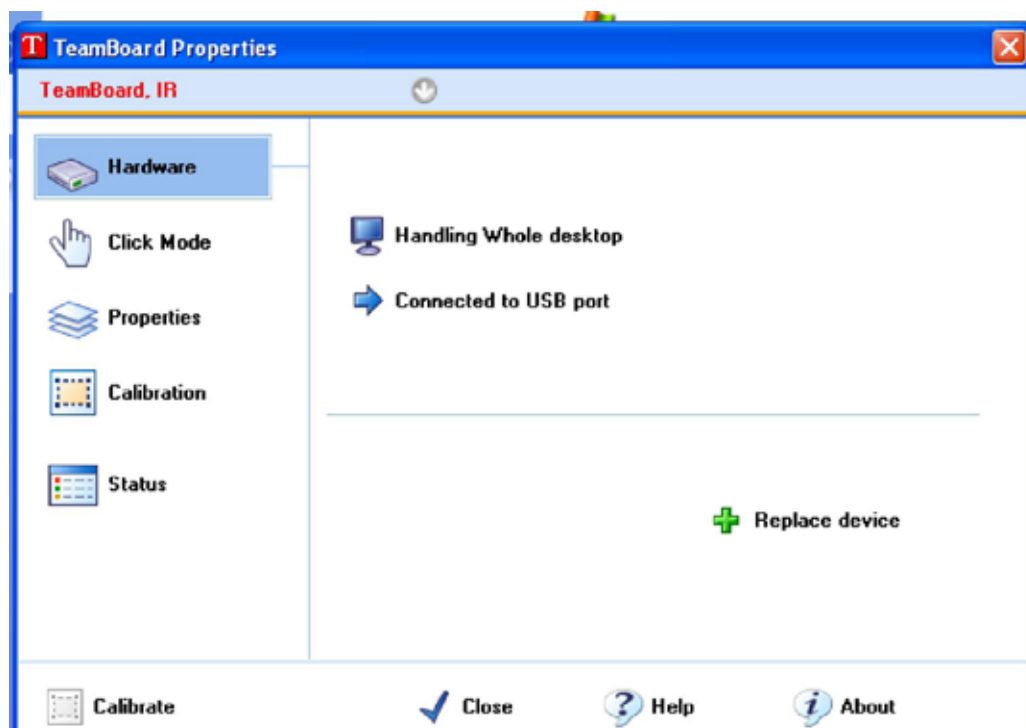 T TeamBoard Properties
TeamBoard, IR
Hardware
Click Mode
Properties
Calibration
Status
Handling Whole desktop
Connected to USB port
Replace device
Calibrate
Close
? Help
i About